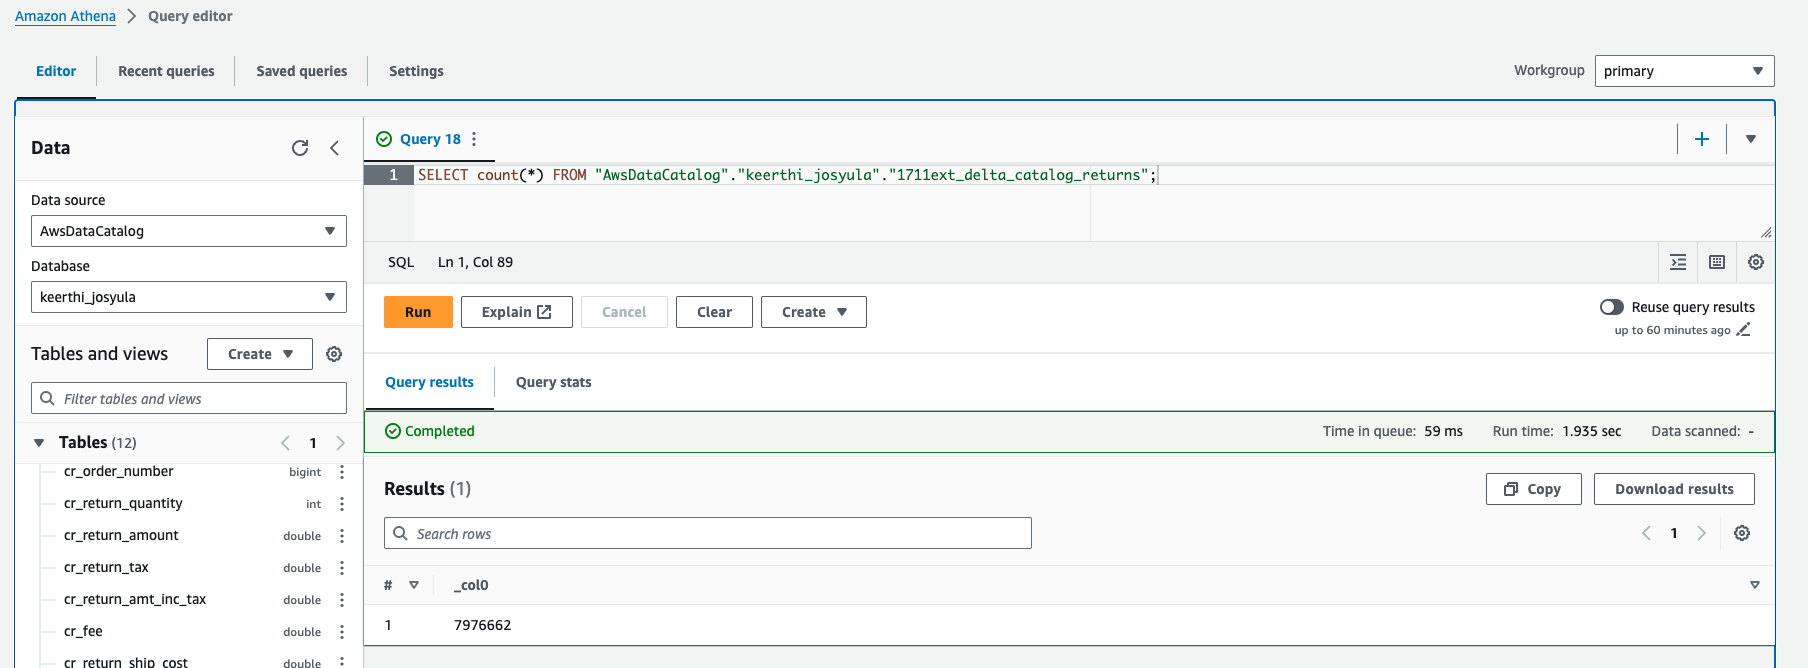 Amazon Athena > Query editor
Editor Recent queries Saved queries Settings Workgroup primary
Data
Data source
AwsDataCatalog
Database
keerthi_josyula
Tables and views Create
Filter tables and views
Tables (12) 1
cr_order_number bigint
cr_return_quantity int
cr_return_amount double
cr_return_tax double
cr_return_amt_inc_tax double
cr_fee double
cr_return_ship_cost double
Query 18
1 SELECT count(*) FROM "AwsDataCatalog"."keerthi_josyula"."1711ext_delta_catalog_returns";
SQL Ln 1, Col 89
Run Explain Cancel Clear Create Reuse query results
up to 60 minutes ago
Query results Query stats
Completed Time in queue: 59 ms Run time: 1.935 sec Data scanned: -
Results (1) Copy Download results
Search rows 1
# _col0
1 7976662